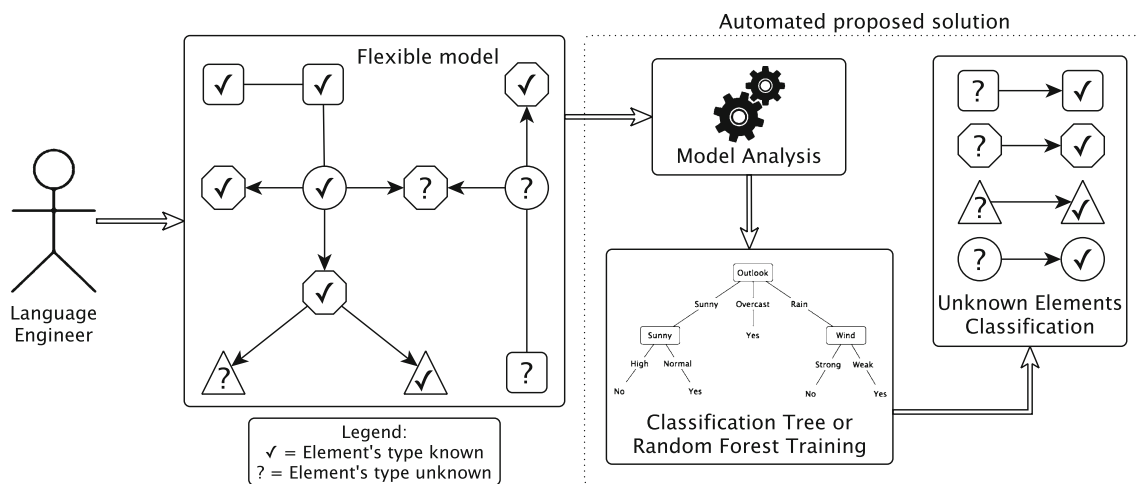 Automated proposed solution
Flexible model
✓ ✓ ✓
✓ ✓ ? ?
✓
? ✓ ?
Language
Engineer
Legend:
✓ = Element's type known
? = Element's type unknown
Model Analysis
Outlook
Sunny Overcast Rain
Sunny Yes Wind
High Normal Strong Weak
No Yes No Yes
Classification Tree or
Random Forest Training
? ✓
? ✓
? ✓
? ✓
Unknown Elements
Classification